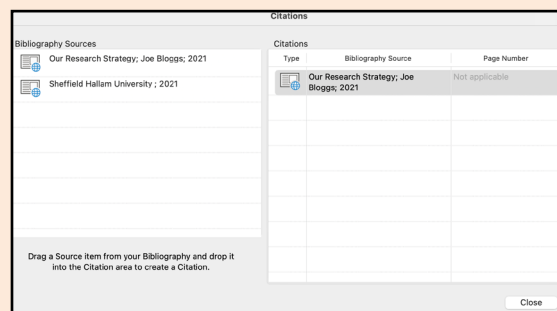 Citations
Bibliography Sources
Our Research Strategy; Joe Bloggs; 2021
Sheffield Hallam University ; 2021
Drag a Source item from your Bibliography and drop it
into the Citation area to create a Citation.
Citations
Type Bibliography Source Page Number
Our Research Strategy; Joe Not applicable
Bloggs; 2021
Close